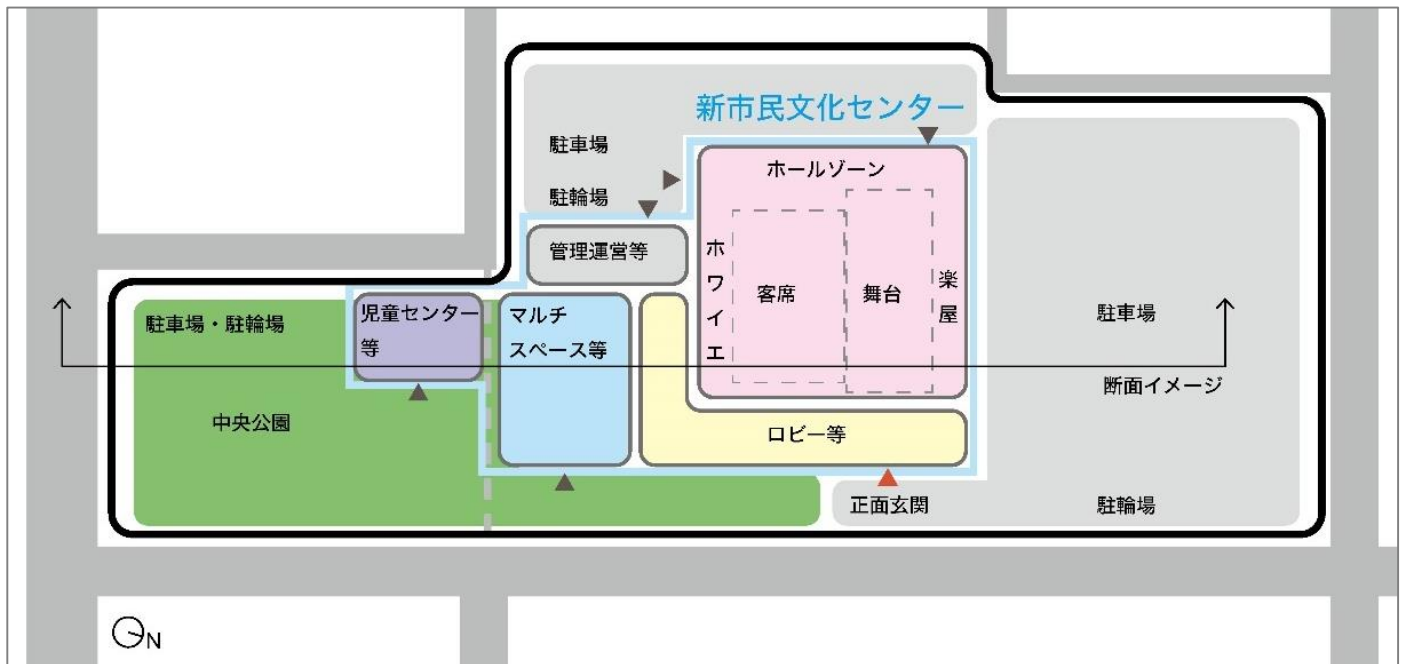 新市民文化センター
駐車場
駐輪場
ホールゾーン
管理運営等
ホワイエ
客席
舞台
楽屋
駐車場・駐輪場
児童センター
等
マルチ
スペース等
駐車場
断面イメージ
中央公園
ロビー等
正面玄関
駐輪場
N